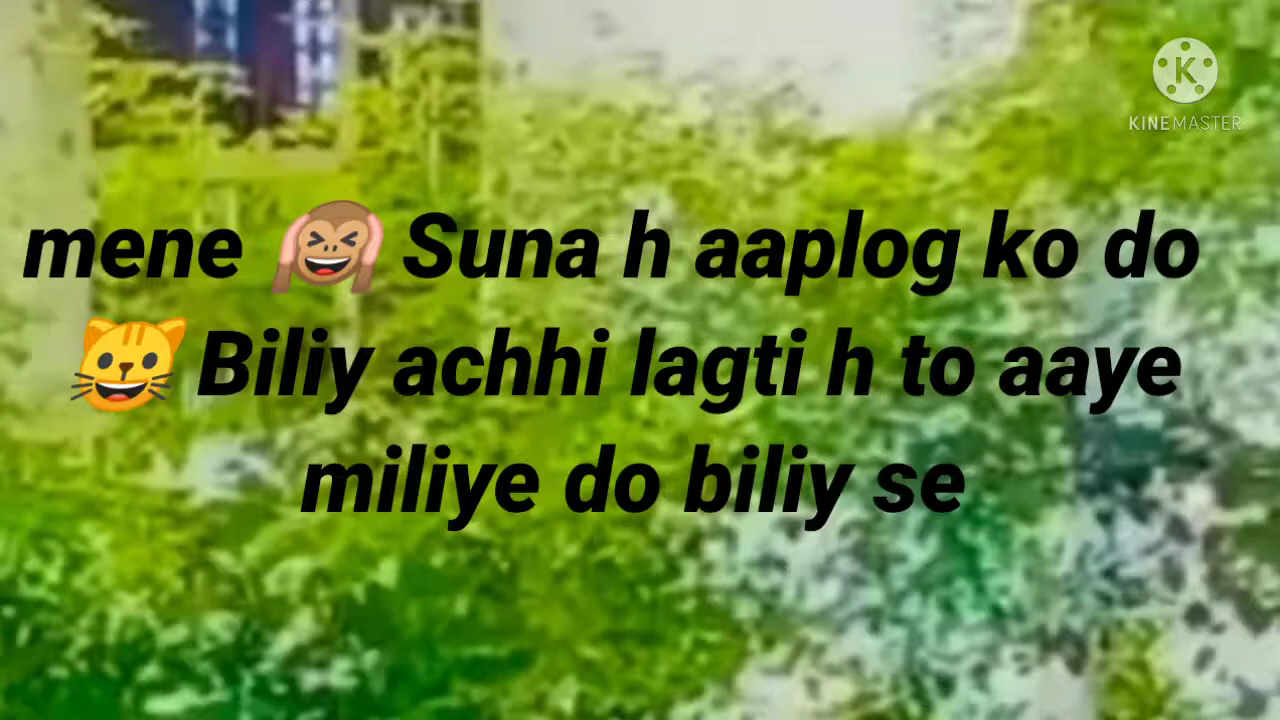 KINEMASTER
mene 🙉 Suna h aaplog ko do
😺 Biliy achhi lagti h to aaye
miliye do biliy se